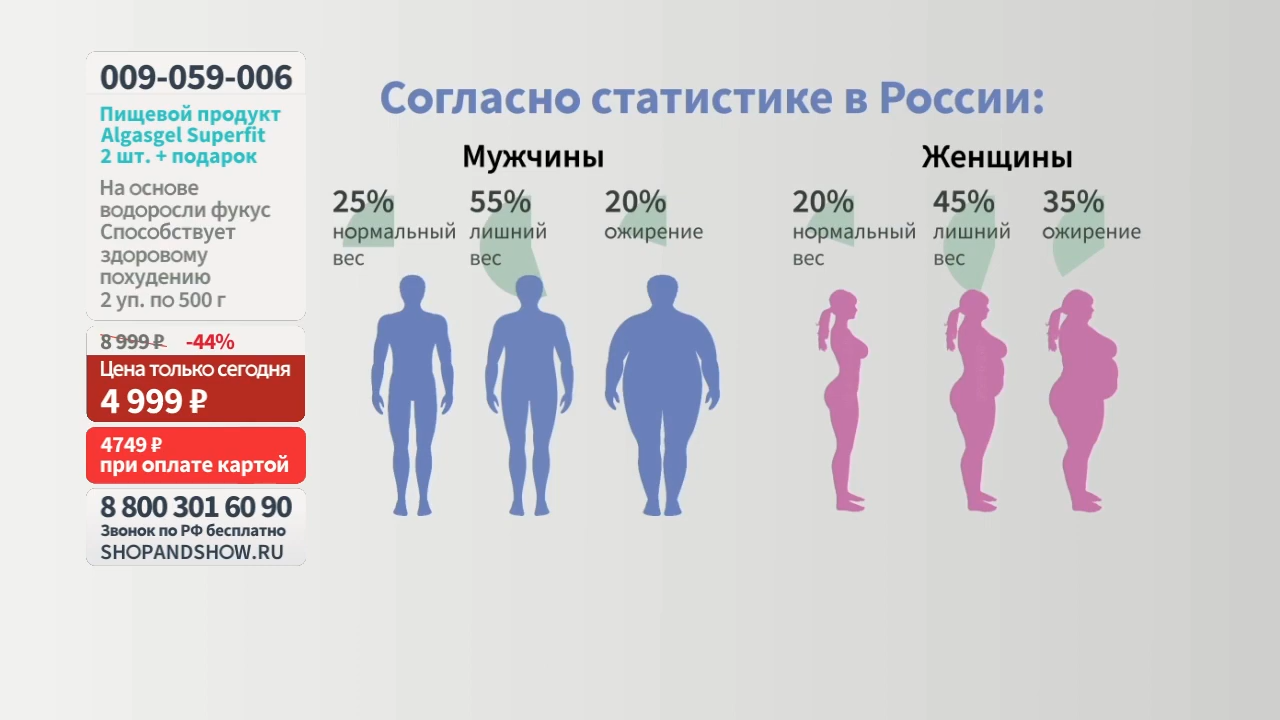 009-059-006
Пищевой продукт
Algasgel Superfit
2 шт. + подарок
На основе
водоросли фукус
Способствует
здоровому
похудению
2 уп. по 500 г
8 999 ₽ -44%
Цена только сегодня
4 999 ₽
4749 ₽
при оплате картой
8 800 301 60 90
Звонок по РФ бесплатно
SHOPANDSHOW.RU
Согласно статистике в России:
Мужчины
25%
нормальный
вес
55%
лишний
вес
20%
ожирение
Женщины
20%
нормальный
вес
45%
лишний
вес
35%
ожирение